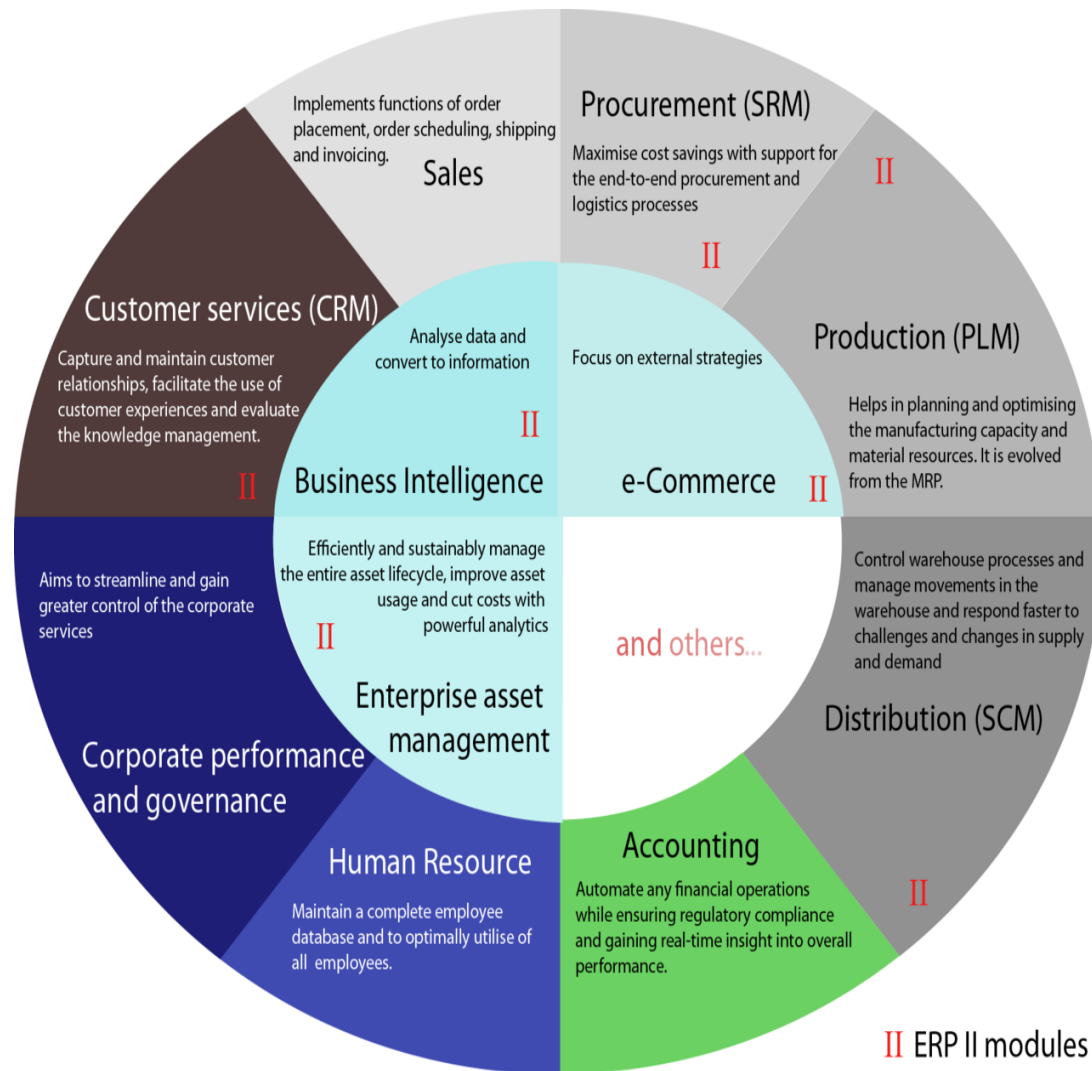 Implements functions of order
placement, order scheduling, shipping
and invoicing.
Sales
Procurement (SRM)
Maximise cost savings with support for
the end-to-end procurement and
logistics processes
II
II
Production (PLM)
Helps in planning and optimising
the manufacturing capacity and
material resources. It is evolved
from the MRP.
Customer services (CRM)
Capture and maintain customer
relationships, facilitate the use of
customer experiences and evaluate
the knowledge management.
II
Analyse data and
convert to information
II
Business Intelligence
Focus on external strategies
e-Commerce
II
Aims to streamline and gain
greater control of the corporate
services
Corporate performance
and governance
Efficiently and sustainably manage
the entire asset lifecycle, improve asset
usage and cut costs with
powerful analytics
II
Enterprise asset
management
and others...
Control warehouse processes and
manage movements in the
warehouse and respond faster to
challenges and changes in supply
and demand
Distribution (SCM)
II
Human Resource
Maintain a complete employee
database and to optimally utilise of
all employees.
Accounting
Automate any financial operations
while ensuring regulatory compliance
and gaining real-time insight into overall
performance.
II ERP II modules